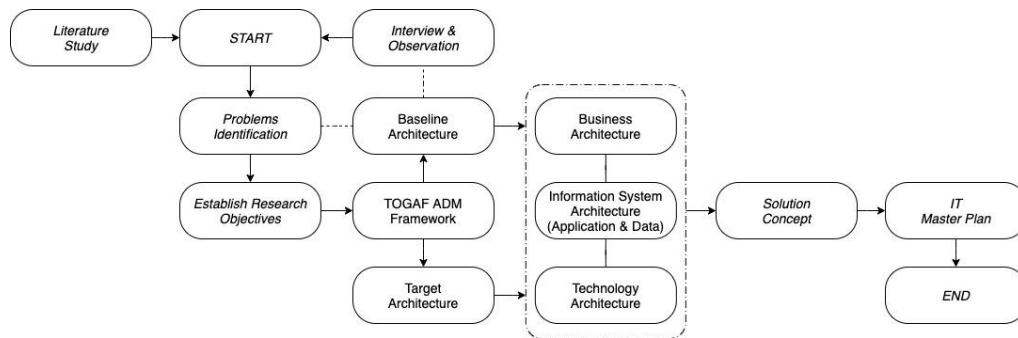 Literature
Study
START
Interview &
Observation
Problems
Identification
Baseline
Architecture
Business
Architecture
Establish Research
Objectives
TOGAF ADM
Framework
Information System
Architecture
(Application & Data)
Solution
Concept
IT
Master Plan
Target
Architecture
Technology
Architecture
END